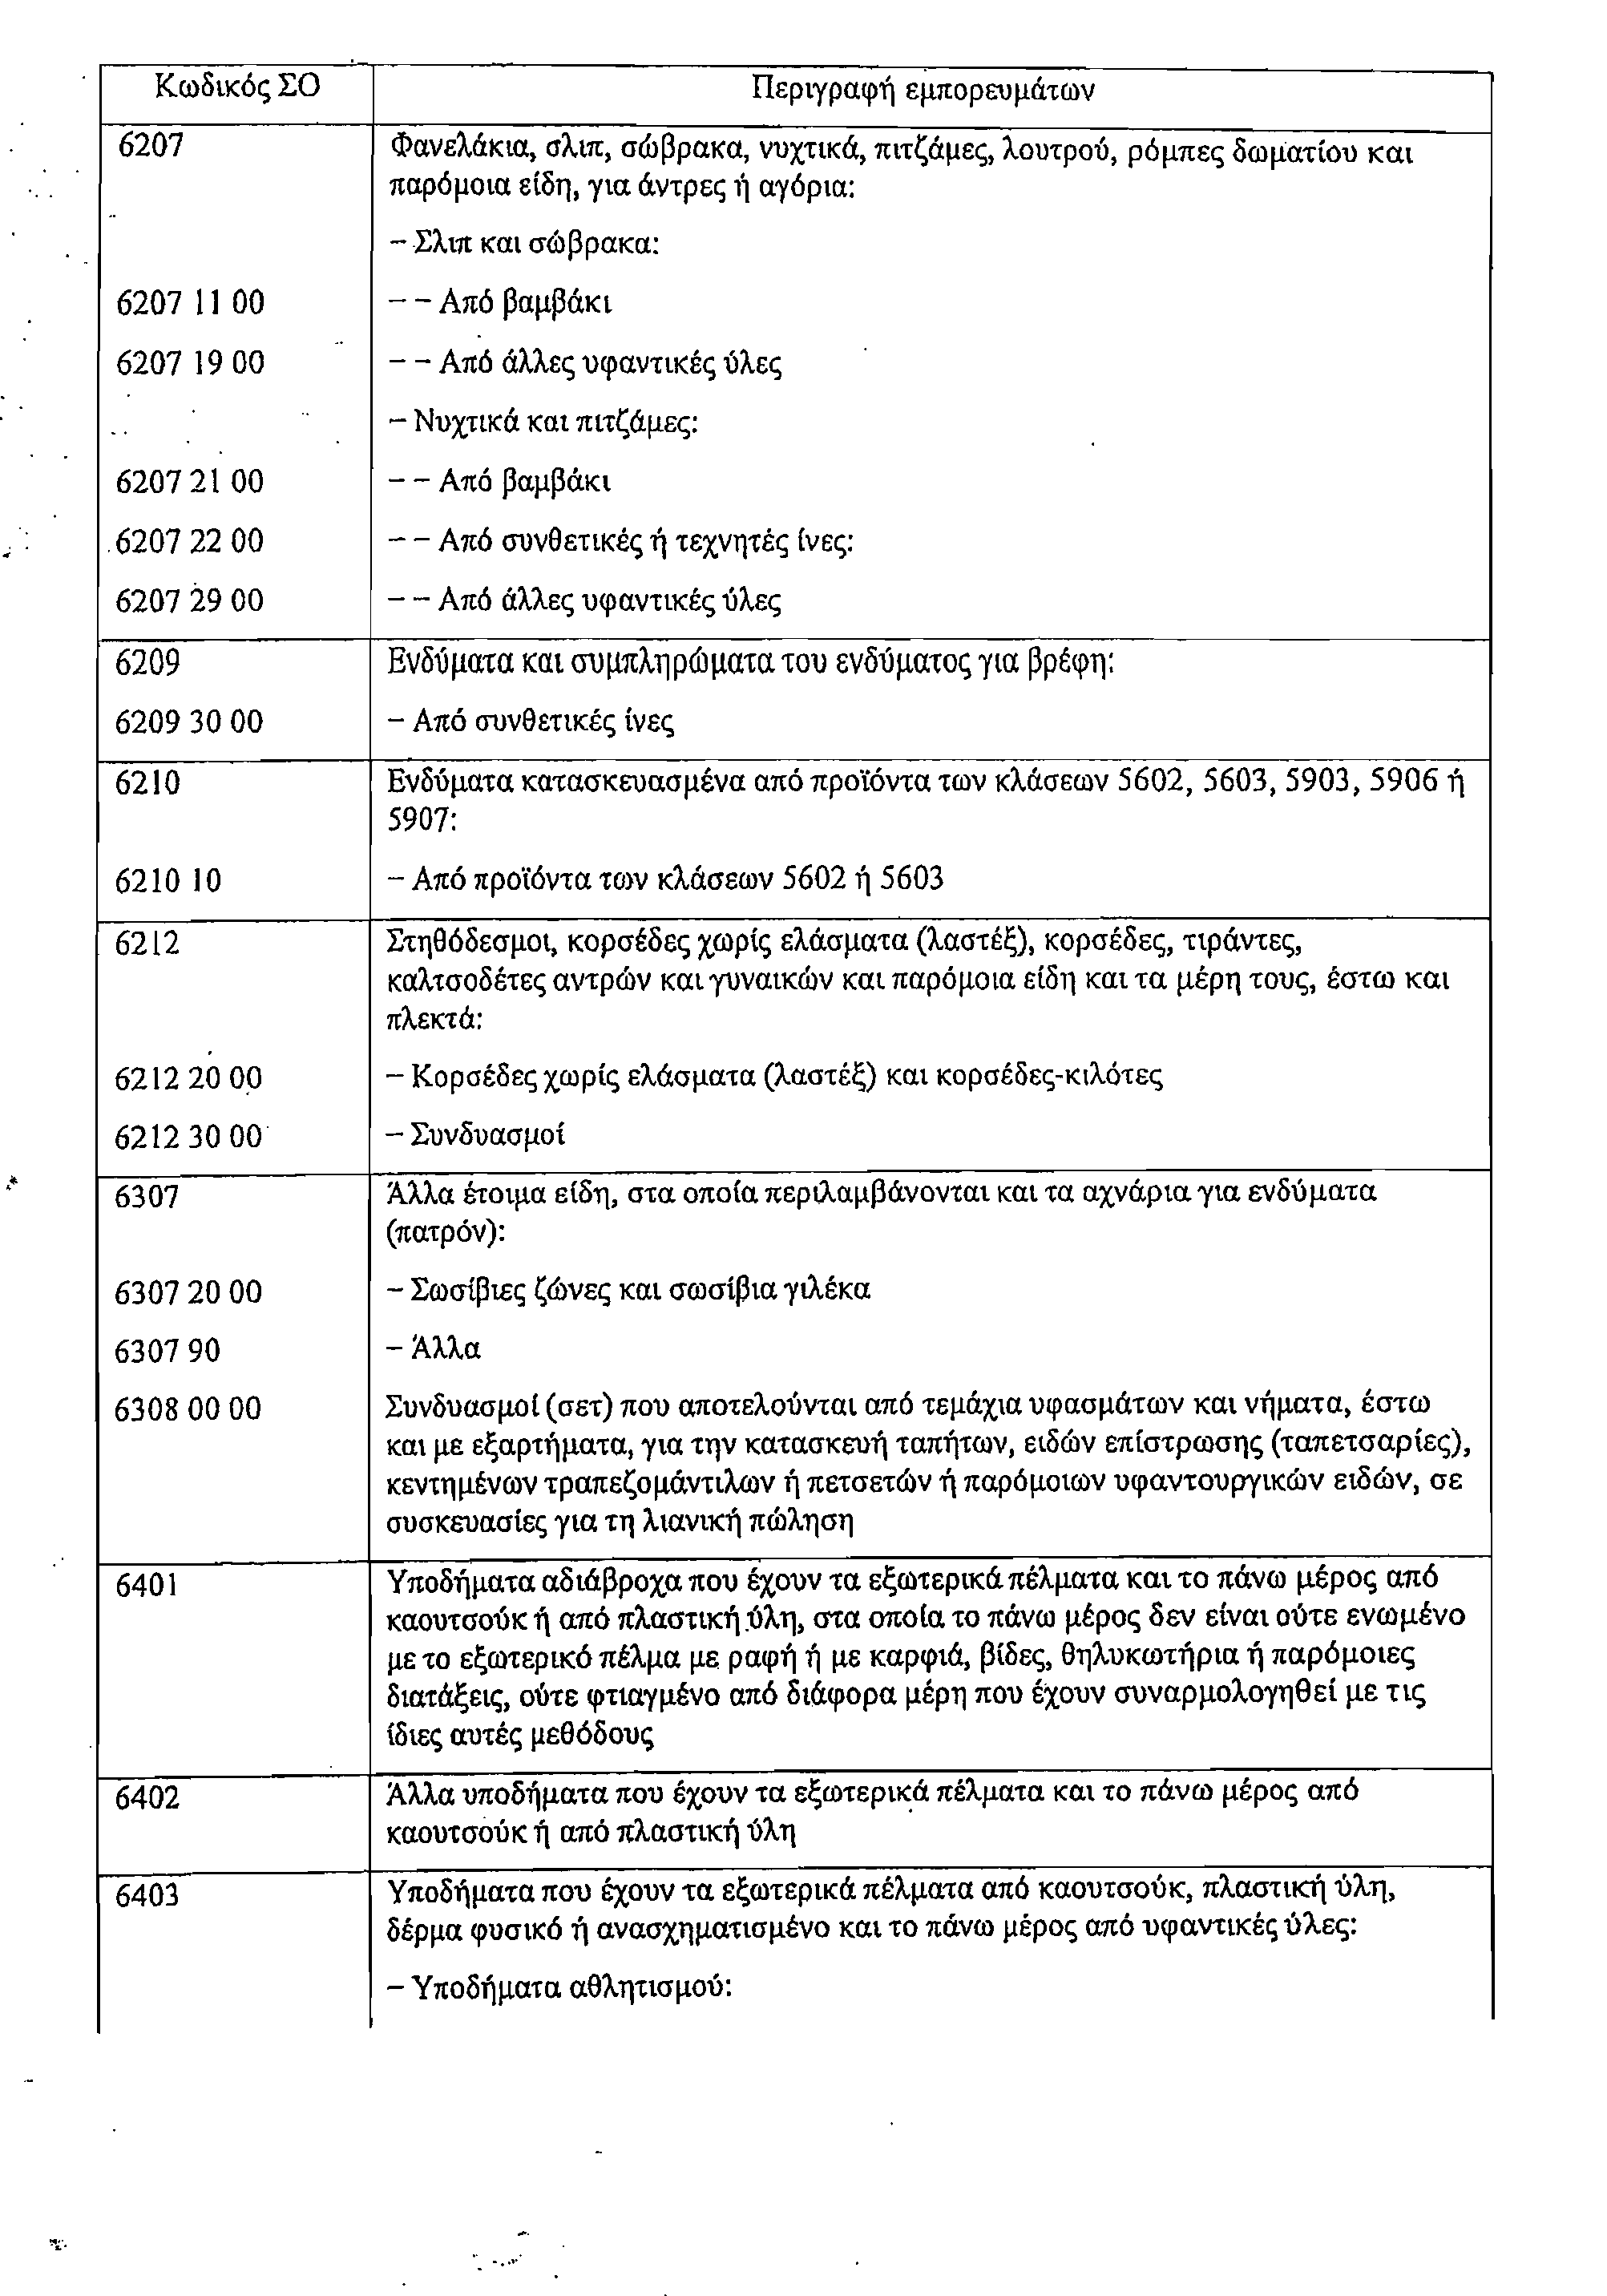 Κωδικός ΣΟ Περιγραφή εμπορευμάτων
6207 Φανελάκια, σλιπ, σώβρακα, νυχτικά, πιτζάμες, λουτρού, ρόμπες δωματίου και
παρόμοια είδη, για άντρες ή αγόρια:
– Σλιπ και σώβρακα:
6207 11 00 – – Από βαμβάκι
6207 19 00 – – Από άλλες υφαντικές ύλες
– Νυχτικά και πιτζάμες:
6207 21 00 – – Από βαμβάκι
6207 22 00 – – Από συνθετικές ή τεχνητές ίνες:
6207 29 00 – – Από άλλες υφαντικές ύλες
6209 Ενδύματα και συμπληρώματα του ενδύματος για βρέφη:
6209 30 00 – Από συνθετικές ίνες
6210 Ενδύματα κατασκευασμένα από προϊόντα των κλάσεων 5602, 5603, 5903, 5906 ή
5907:
6210 10 – Από προϊόντα των κλάσεων 5602 ή 5603
6212 Στηθόδεσμοι, κορσέδες χωρίς ελάσματα (λαστέξ), κορσέδες, τιράντες,
καλτσοδέτες αντρών και γυναικών και παρόμοια είδη και τα μέρη τους, έστω και
πλεκτά:
6212 20 00 – Κορσέδες χωρίς ελάσματα (λαστέξ) και κορσέδες-κιλότες
6212 30 00 – Συνδυασμοί
6307 Άλλα έτοιμα είδη, στα οποία περιλαμβάνονται και τα αχνάρια για ενδύματα
(πατρόν):
6307 20 00 – Σωσίβιες ζώνες και σωσίβια γιλέκα
6307 90 – Άλλα
6308 00 00 Συνδυασμοί (σετ) που αποτελούνται από τεμάχια υφασμάτων και νήματα, έστω
και με εξαρτήματα, για την κατασκευή ταπήτων, ειδών επίστρωσης (ταπετσαρίες),
κεντημένων τραπεζομάντιλων ή πετσετών ή παρόμοιων υφαντουργικών ειδών, σε
συσκευασίες για τη λιανική πώληση
6401 Υποδήματα αδιάβροχα που έχουν τα εξωτερικά πέλματα και το πάνω μέρος από
καουτσούκ ή από πλαστική ύλη, στα οποία το πάνω μέρος δεν είναι ούτε ενωμένο
με το εξωτερικό πέλμα με ραφή ή με καρφιά, βίδες, θηλυκωτήρια ή παρόμοιες
διατάξεις, ούτε φτιαγμένο από διάφορα μέρη που έχουν συναρμολογηθεί με τις
ίδιες αυτές μεθόδους
6402 Άλλα υποδήματα που έχουν τα εξωτερικά πέλματα και το πάνω μέρος από
καουτσούκ ή από πλαστική ύλη
6403 Υποδήματα που έχουν τα εξωτερικά πέλματα από καουτσούκ, πλαστική ύλη,
δέρμα φυσικό ή ανασχηματισμένο και το πάνω μέρος από υφαντικές ύλες:
– Υποδήματα αθλητισμού: